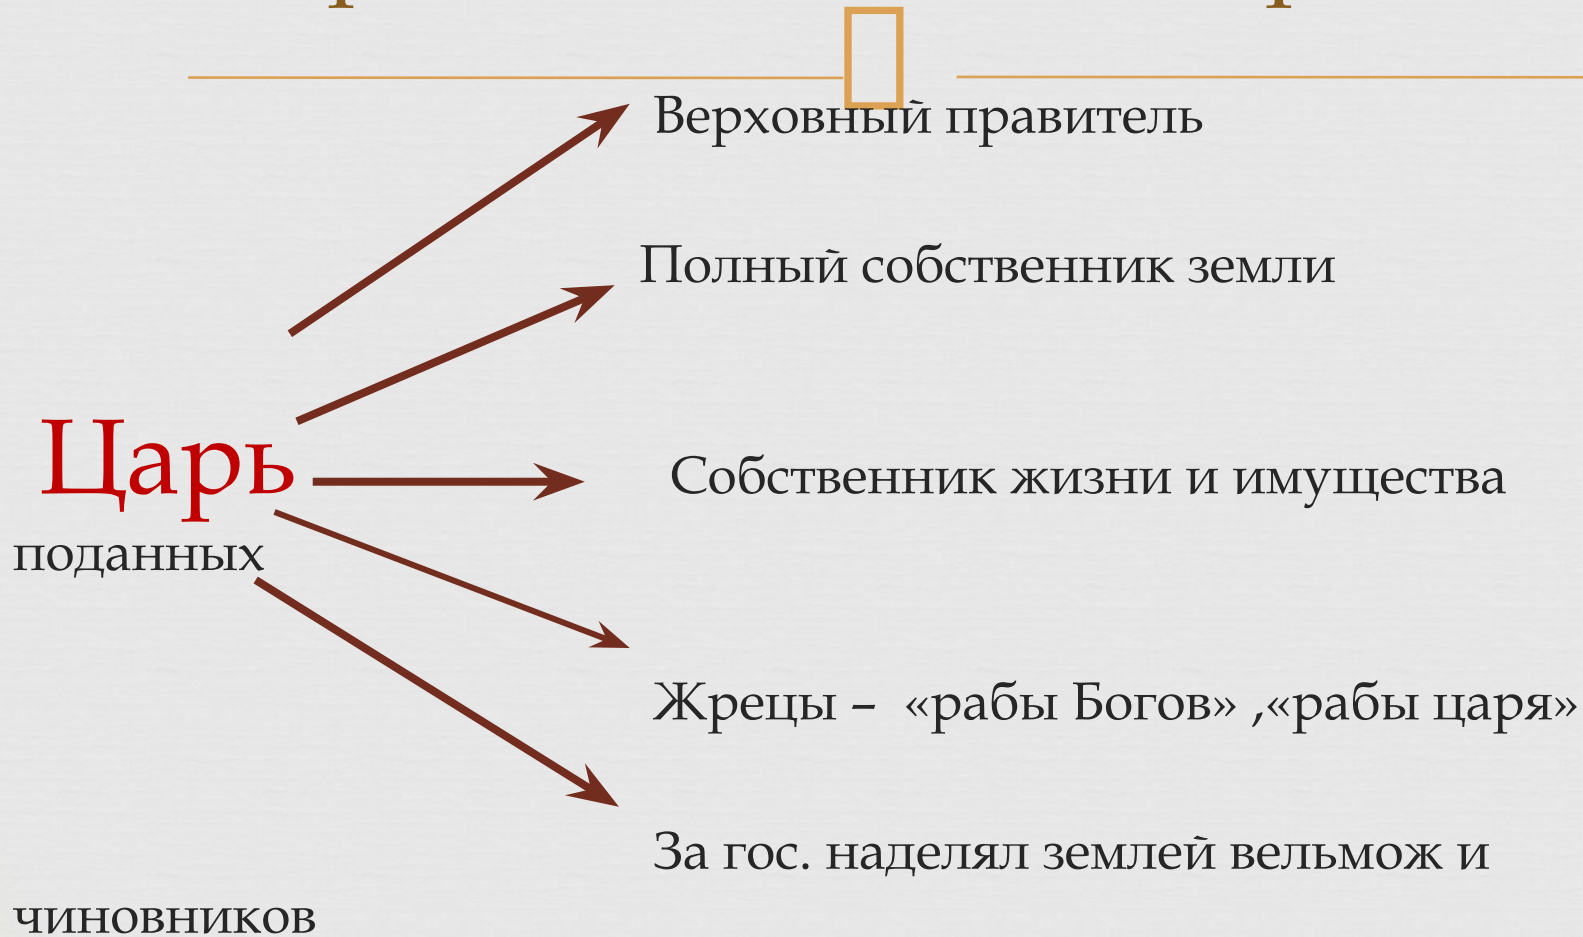 Верховный правитель
Полный собственник земли
Царь Собственник жизни и имущества
поданных
Жрецы – «рабы Богов» ,«рабы царя»
За гос. наделял землей вельмож и
чиновников